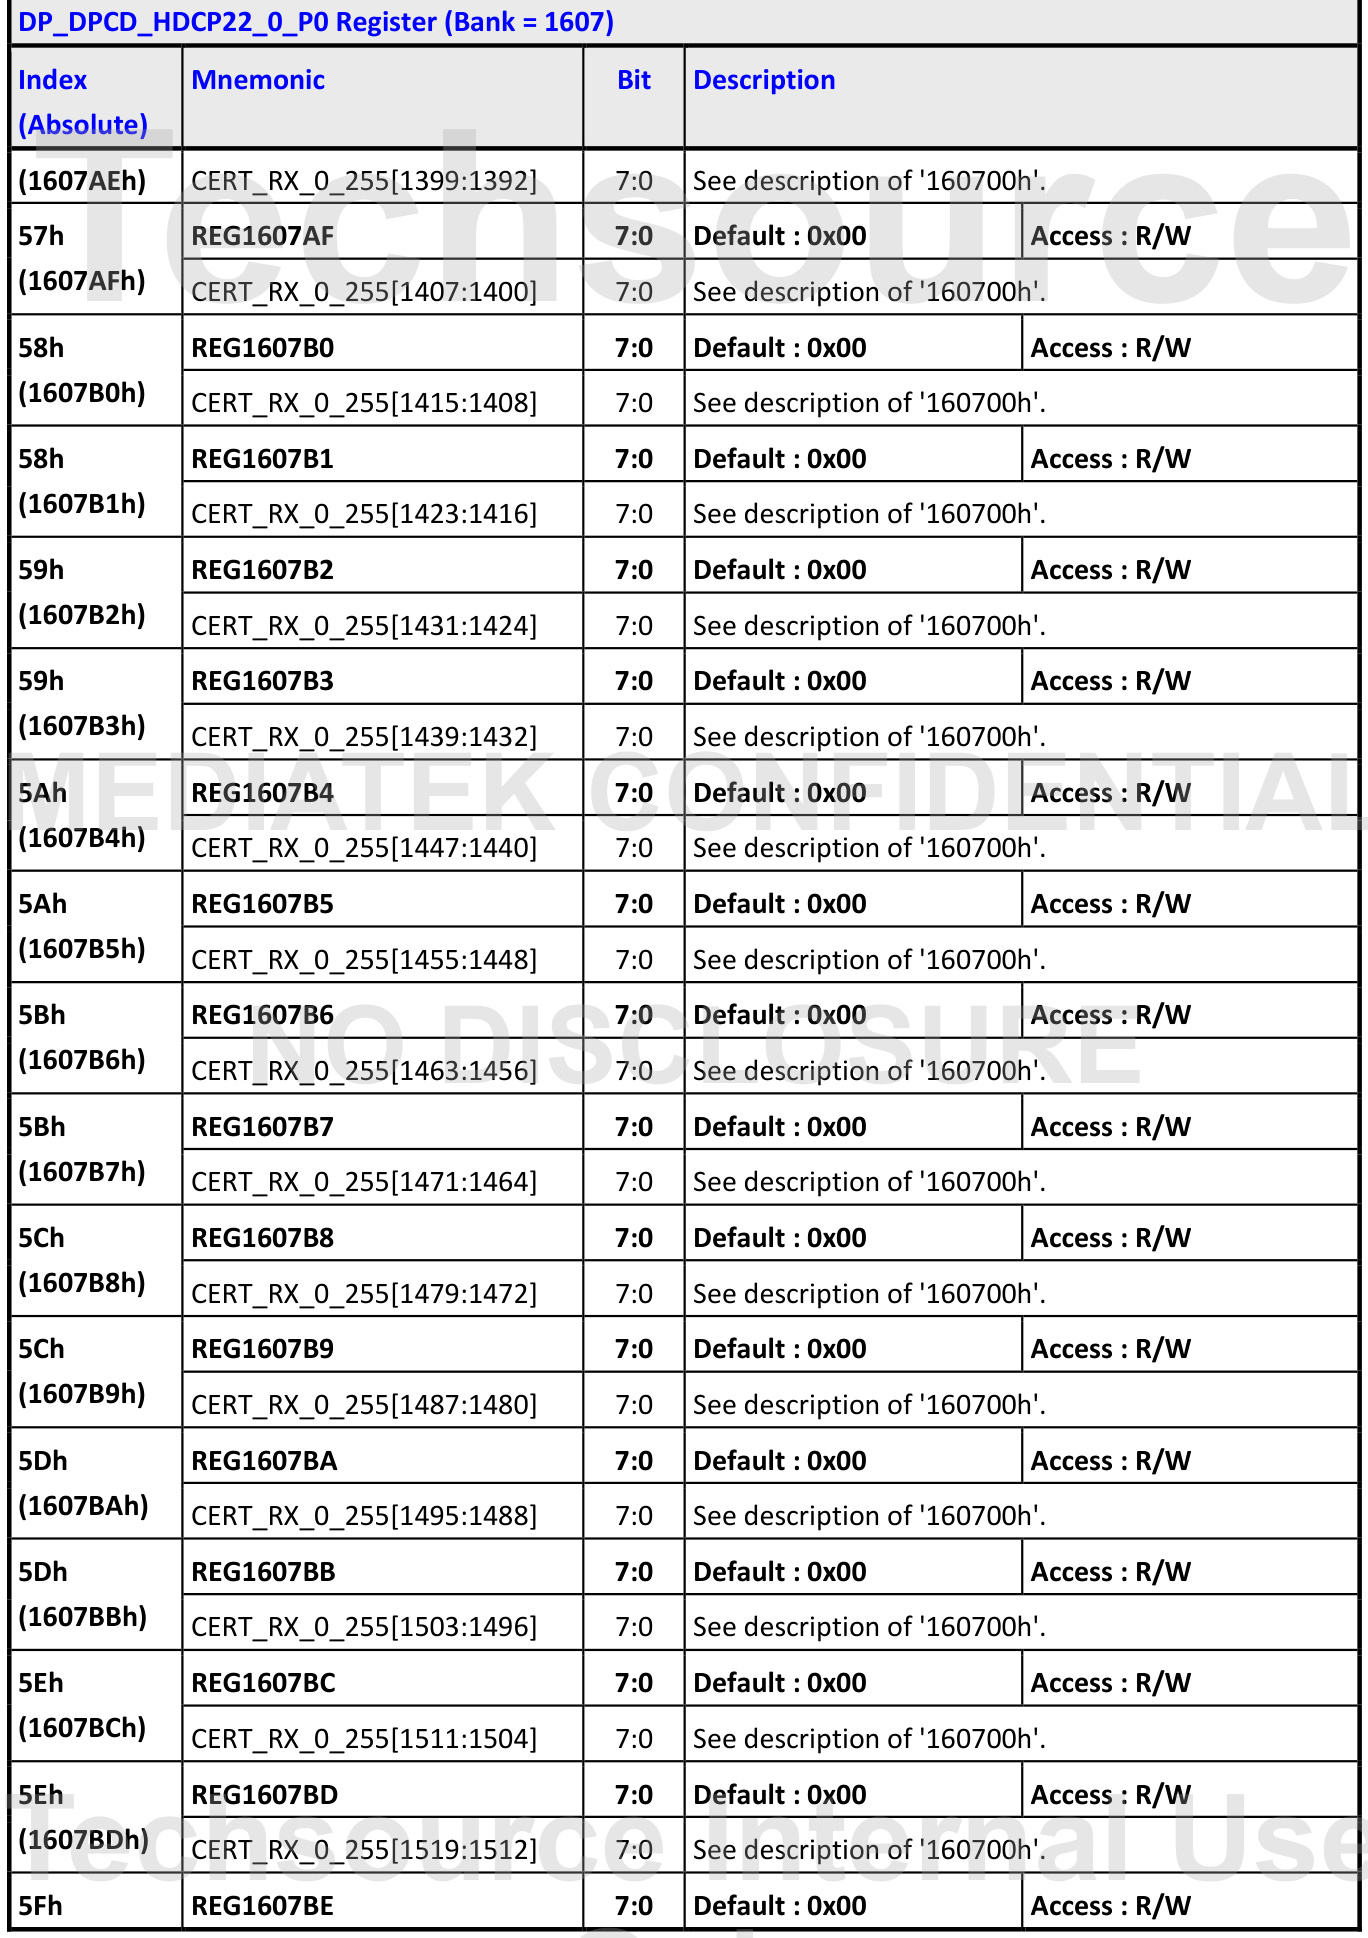 DP_DPCD_HDCP22_0_P0 Register (Bank = 1607)
Index (Absolute) Mnemonic Bit Description
(1607AEh) CERT_RX_0_255[1399:1392] 7:0 See description of '160700h'.
57h REG1607AF 7:0 Default : 0x00 Access : R/W
(1607AFh) CERT_RX_0_255[1407:1400] 7:0 See description of '160700h'.
58h REG1607B0 7:0 Default : 0x00 Access : R/W
(1607B0h) CERT_RX_0_255[1415:1408] 7:0 See description of '160700h'.
58h REG1607B1 7:0 Default : 0x00 Access : R/W
(1607B1h) CERT_RX_0_255[1423:1416] 7:0 See description of '160700h'.
59h REG1607B2 7:0 Default : 0x00 Access : R/W
(1607B2h) CERT_RX_0_255[1431:1424] 7:0 See description of '160700h'.
59h REG1607B3 7:0 Default : 0x00 Access : R/W
(1607B3h) CERT_RX_0_255[1439:1432] 7:0 See description of '160700h'.
5Ah REG1607B4 7:0 Default : 0x00 Access : R/W
(1607B4h) CERT_RX_0_255[1447:1440] 7:0 See description of '160700h'.
5Ah REG1607B5 7:0 Default : 0x00 Access : R/W
(1607B5h) CERT_RX_0_255[1455:1448] 7:0 See description of '160700h'.
5Bh REG1607B6 7:0 Default : 0x00 Access : R/W
(1607B6h) CERT_RX_0_255[1463:1456] 7:0 See description of '160700h'.
5Bh REG1607B7 7:0 Default : 0x00 Access : R/W
(1607B7h) CERT_RX_0_255[1471:1464] 7:0 See description of '160700h'.
5Ch REG1607B8 7:0 Default : 0x00 Access : R/W
(1607B8h) CERT_RX_0_255[1479:1472] 7:0 See description of '160700h'.
5Ch REG1607B9 7:0 Default : 0x00 Access : R/W
(1607B9h) CERT_RX_0_255[1487:1480] 7:0 See description of '160700h'.
5Dh REG1607BA 7:0 Default : 0x00 Access : R/W
(1607BAh) CERT_RX_0_255[1495:1488] 7:0 See description of '160700h'.
5Dh REG1607BB 7:0 Default : 0x00 Access : R/W
(1607BBh) CERT_RX_0_255[1503:1496] 7:0 See description of '160700h'.
5Eh REG1607BC 7:0 Default : 0x00 Access : R/W
(1607BCh) CERT_RX_0_255[1511:1504] 7:0 See description of '160700h'.
5Eh REG1607BD 7:0 Default : 0x00 Access : R/W
(1607BDh) CERT_RX_0_255[1519:1512] 7:0 See description of '160700h'.
5Fh REG1607BE 7:0 Default : 0x00 Access : R/W
Techsource
MEDIATEK CONFIDENTIAL
NO DISCLOSURE
Techsource Internal Use